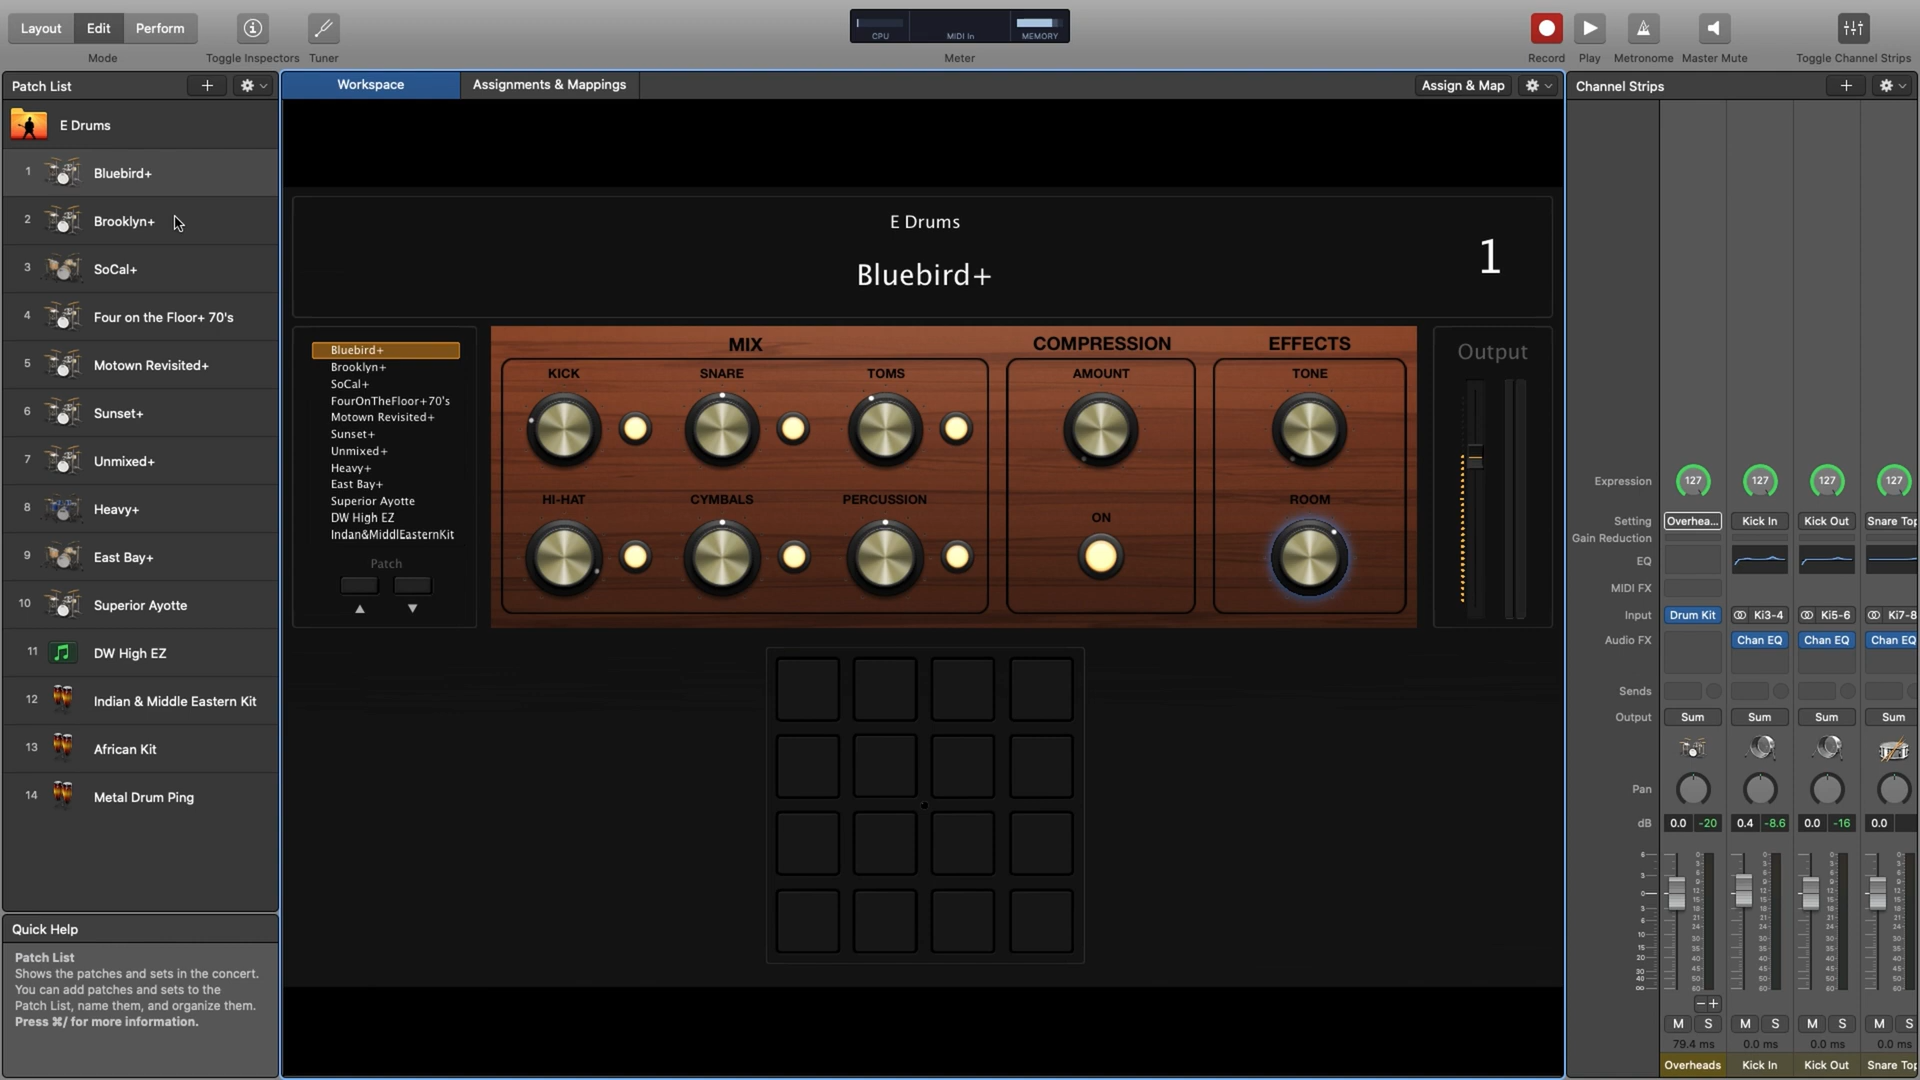 Layout
Edit
Perform
Mode
Toggle Inspectors
Tuner
CPU
MIDI In
MEMORY
Meter
Record
Play
Metronome
Master Mute
Toggle Channel Strips
Patch List
Workspace
Assignments & Mappings
Assign & Map
Channel Strips
E Drums
1 Bluebird+
2 Brooklyn+
3 SoCal+
4 Four on the Floor+ 70's
5 Motown Revisited+
6 Sunset+
7 Unmixed+
8 Heavy+
9 East Bay+
10 Superior Ayotte
11 DW High EZ
12 Indian & Middle Eastern Kit
13 African Kit
14 Metal Drum Ping
Quick Help
Patch List
Shows the patches and sets in the concert.
You can add patches and sets to the
Patch List, name them, and organize them.
Press ⌘/ for more information.
E Drums
Bluebird+
1
Bluebird+
Brooklyn+
SoCal+
FourOnTheFloor+70's
Motown Revisited+
Sunset+
Unmixed+
Heavy+
East Bay+
Superior Ayotte
DW High EZ
Indan&MiddlEasternKit
Patch
MIX
COMPRESSION
EFFECTS
KICK
SNARE
TOMS
AMOUNT
TONE
HI-HAT
CYMBALS
PERCUSSION
ON
ROOM
Output
Expression 127 127 127 127
Setting Overhea... Kick In Kick Out Snare Top
Gain Reduction
EQ
MIDI FX
Input Drum Kit Ki3-4 Ki5-6 Ki7-8
Audio FX Chan EQ Chan EQ Chan EQ
Sends
Output Sum Sum Sum Sum
Pan
dB 0.0 -20 0.4 -8.6 0.0 -16 0.0
M S M S M S M S
79.4 ms 0.0 ms 0.0 ms 0.0 ms
Overheads Kick In Kick Out Snare Top